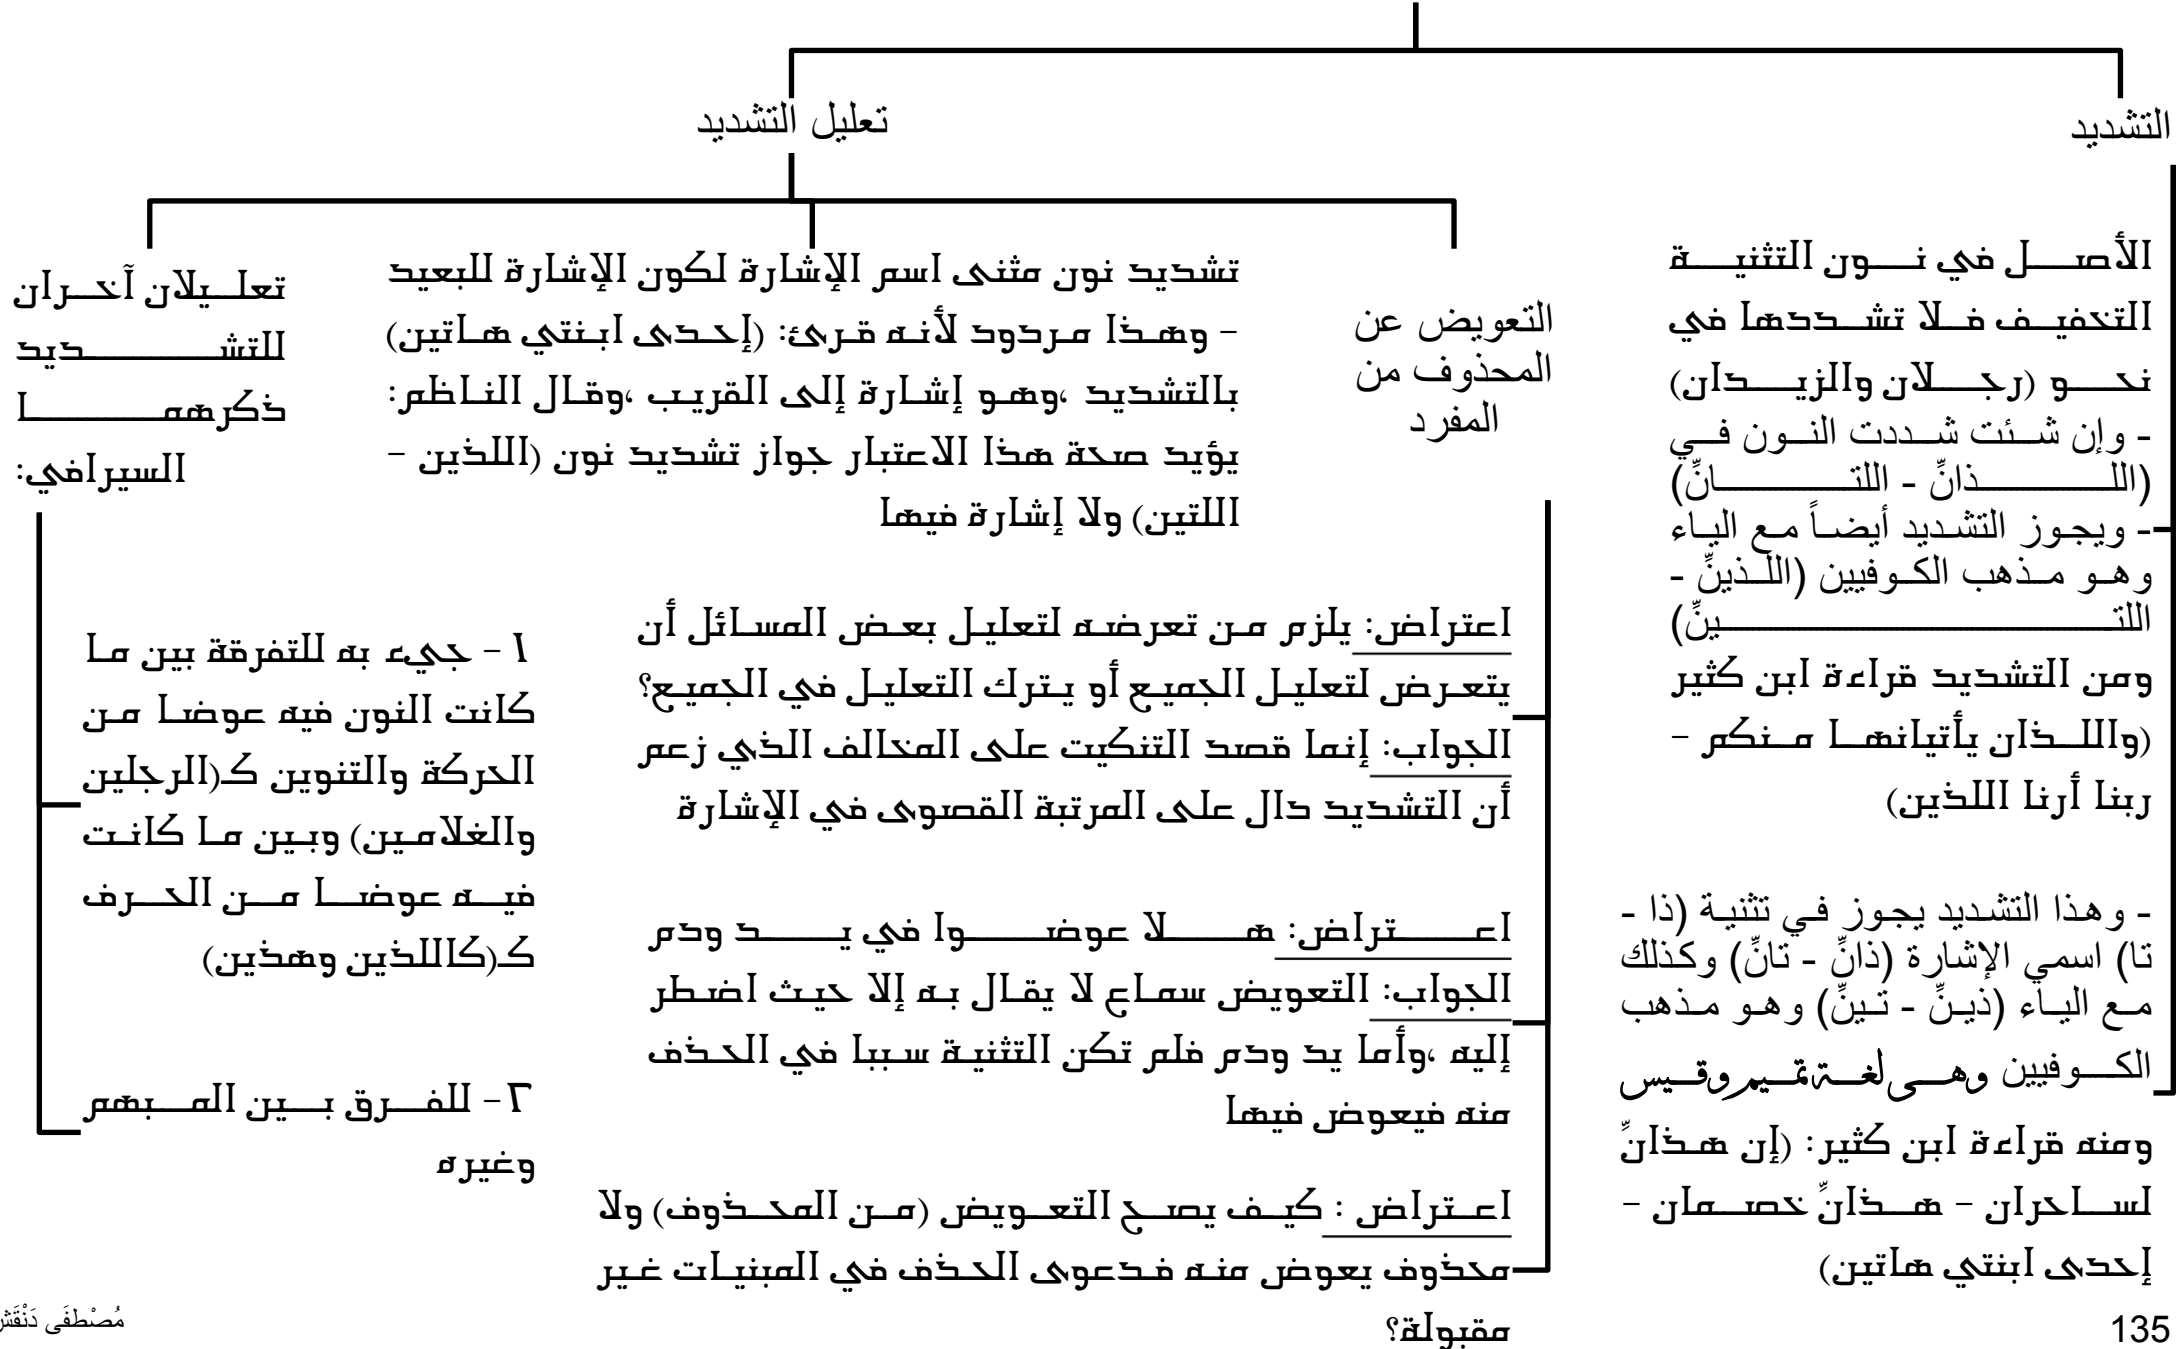 التشديد
الأصل في نون التثنية
التخفيف فلا تشددها في
نحو (رجلان والزيدان)
- وإن شئت شددت النون في
(اللذانِّ - اللتانِّ)
- ويجوز التشديد أيضاً مع الياء
وهو مذهب الكوفيين (اللذينِّ -
اللتينِّ)
ومن التشديد قراءة ابن كثير
(واللذان يأتيانها منكم -
ربنا أرنا اللذين)
- وهذا التشديد يجوز في تثنية (ذا -
تا) اسمي الإشارة (ذانِّ - تانِّ) وكذلك
مع الياء (ذينِّ - تينِّ) وهو مذهب
الكوفيين وهى لغة تميم وقيس
ومنه قراءة ابن كثير: (إن هذانِّ
لساحران - هذانِّ خصمان -
إحدى ابنتي هاتين)
تعليل التشديد
التعويض عن
المحذوف من
المفرد
اعتراض: يلزم من تعرضه لتعليل بعض المسائل أن
يتعرض لتعليل الجميع أو يترك التعليل في الجميع؟
الجواب: إنما قصد التنكيت على المخالف الذي زعم
أن التشديد دال على المرتبة القصوى في الإشارة
اعتراض: هلا عوضوا في يد ودم
الجواب: التعويض سماع لا يقال به إلا حيث اضطر
إليه ،وأما يد ودم فلم تكن التثنية سببا في الحذف
منه فيعوض فيها
اعتراض : كيف يصح التعويض (من المحذوف) ولا
محذوف يعوض منه فدعوى الحذف في المبنيات غير
مقبولة؟
تشديد نون مثنى اسم الإشارة لكون الإشارة للبعيد
- وهذا مردود لأنه قرئ: (إحدى ابنتي هاتين)
بالتشديد ،وهو إشارة إلى القريب ،وقال الناظم:
يؤيد صحة هذا الاعتبار جواز تشديد نون (اللذين -
اللتين) ولا إشارة فيها
تعليلان آخران
للتشديد
ذكرهما
السيرافي:
١- جيء به للتفرقة بين ما
كانت النون فيه عوضا من
الحركة والتنوين كـ(الرجلين
والغلامين) وبين ما كانت
فيه عوضا من الحرف
كـ(كاللذين وهذين)
٢- للفرق بين المبهم
وغيره
135
مُصْطفَى دَنْقَش